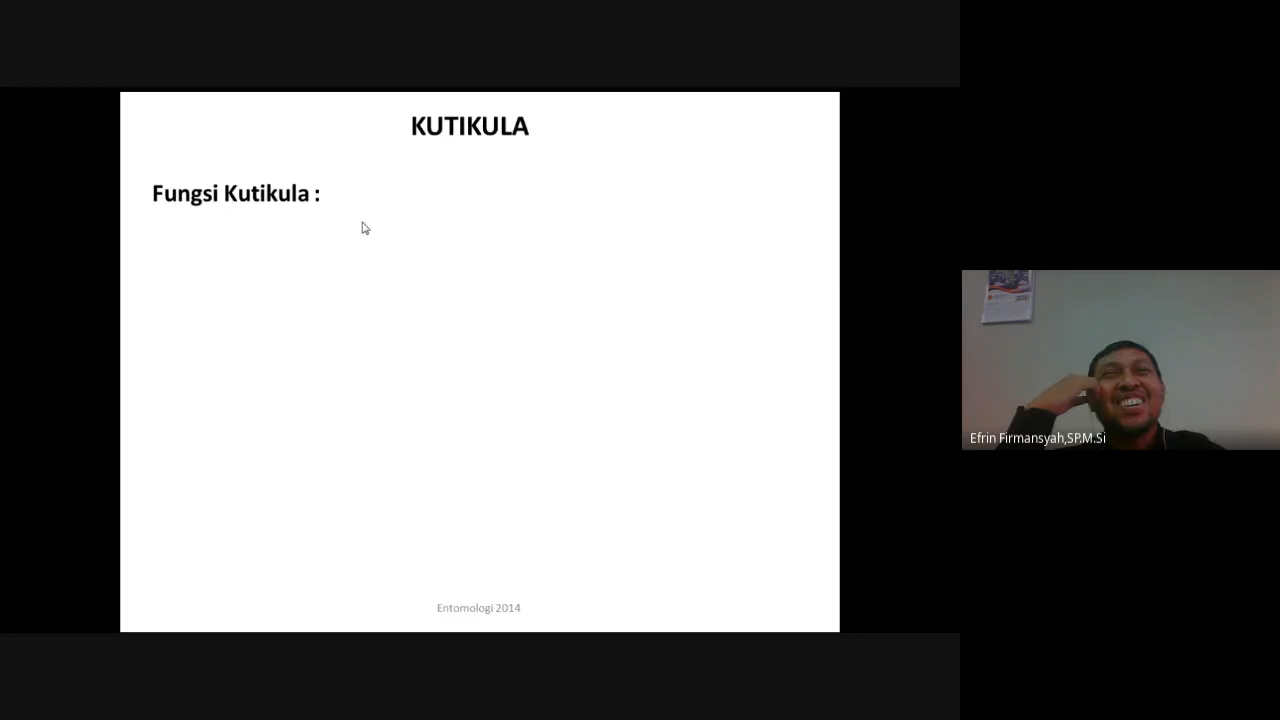 KUTIKULA
Fungsi Kutikula :
Entomologi 2014
Efrin Firmansyah,SP.M.Si